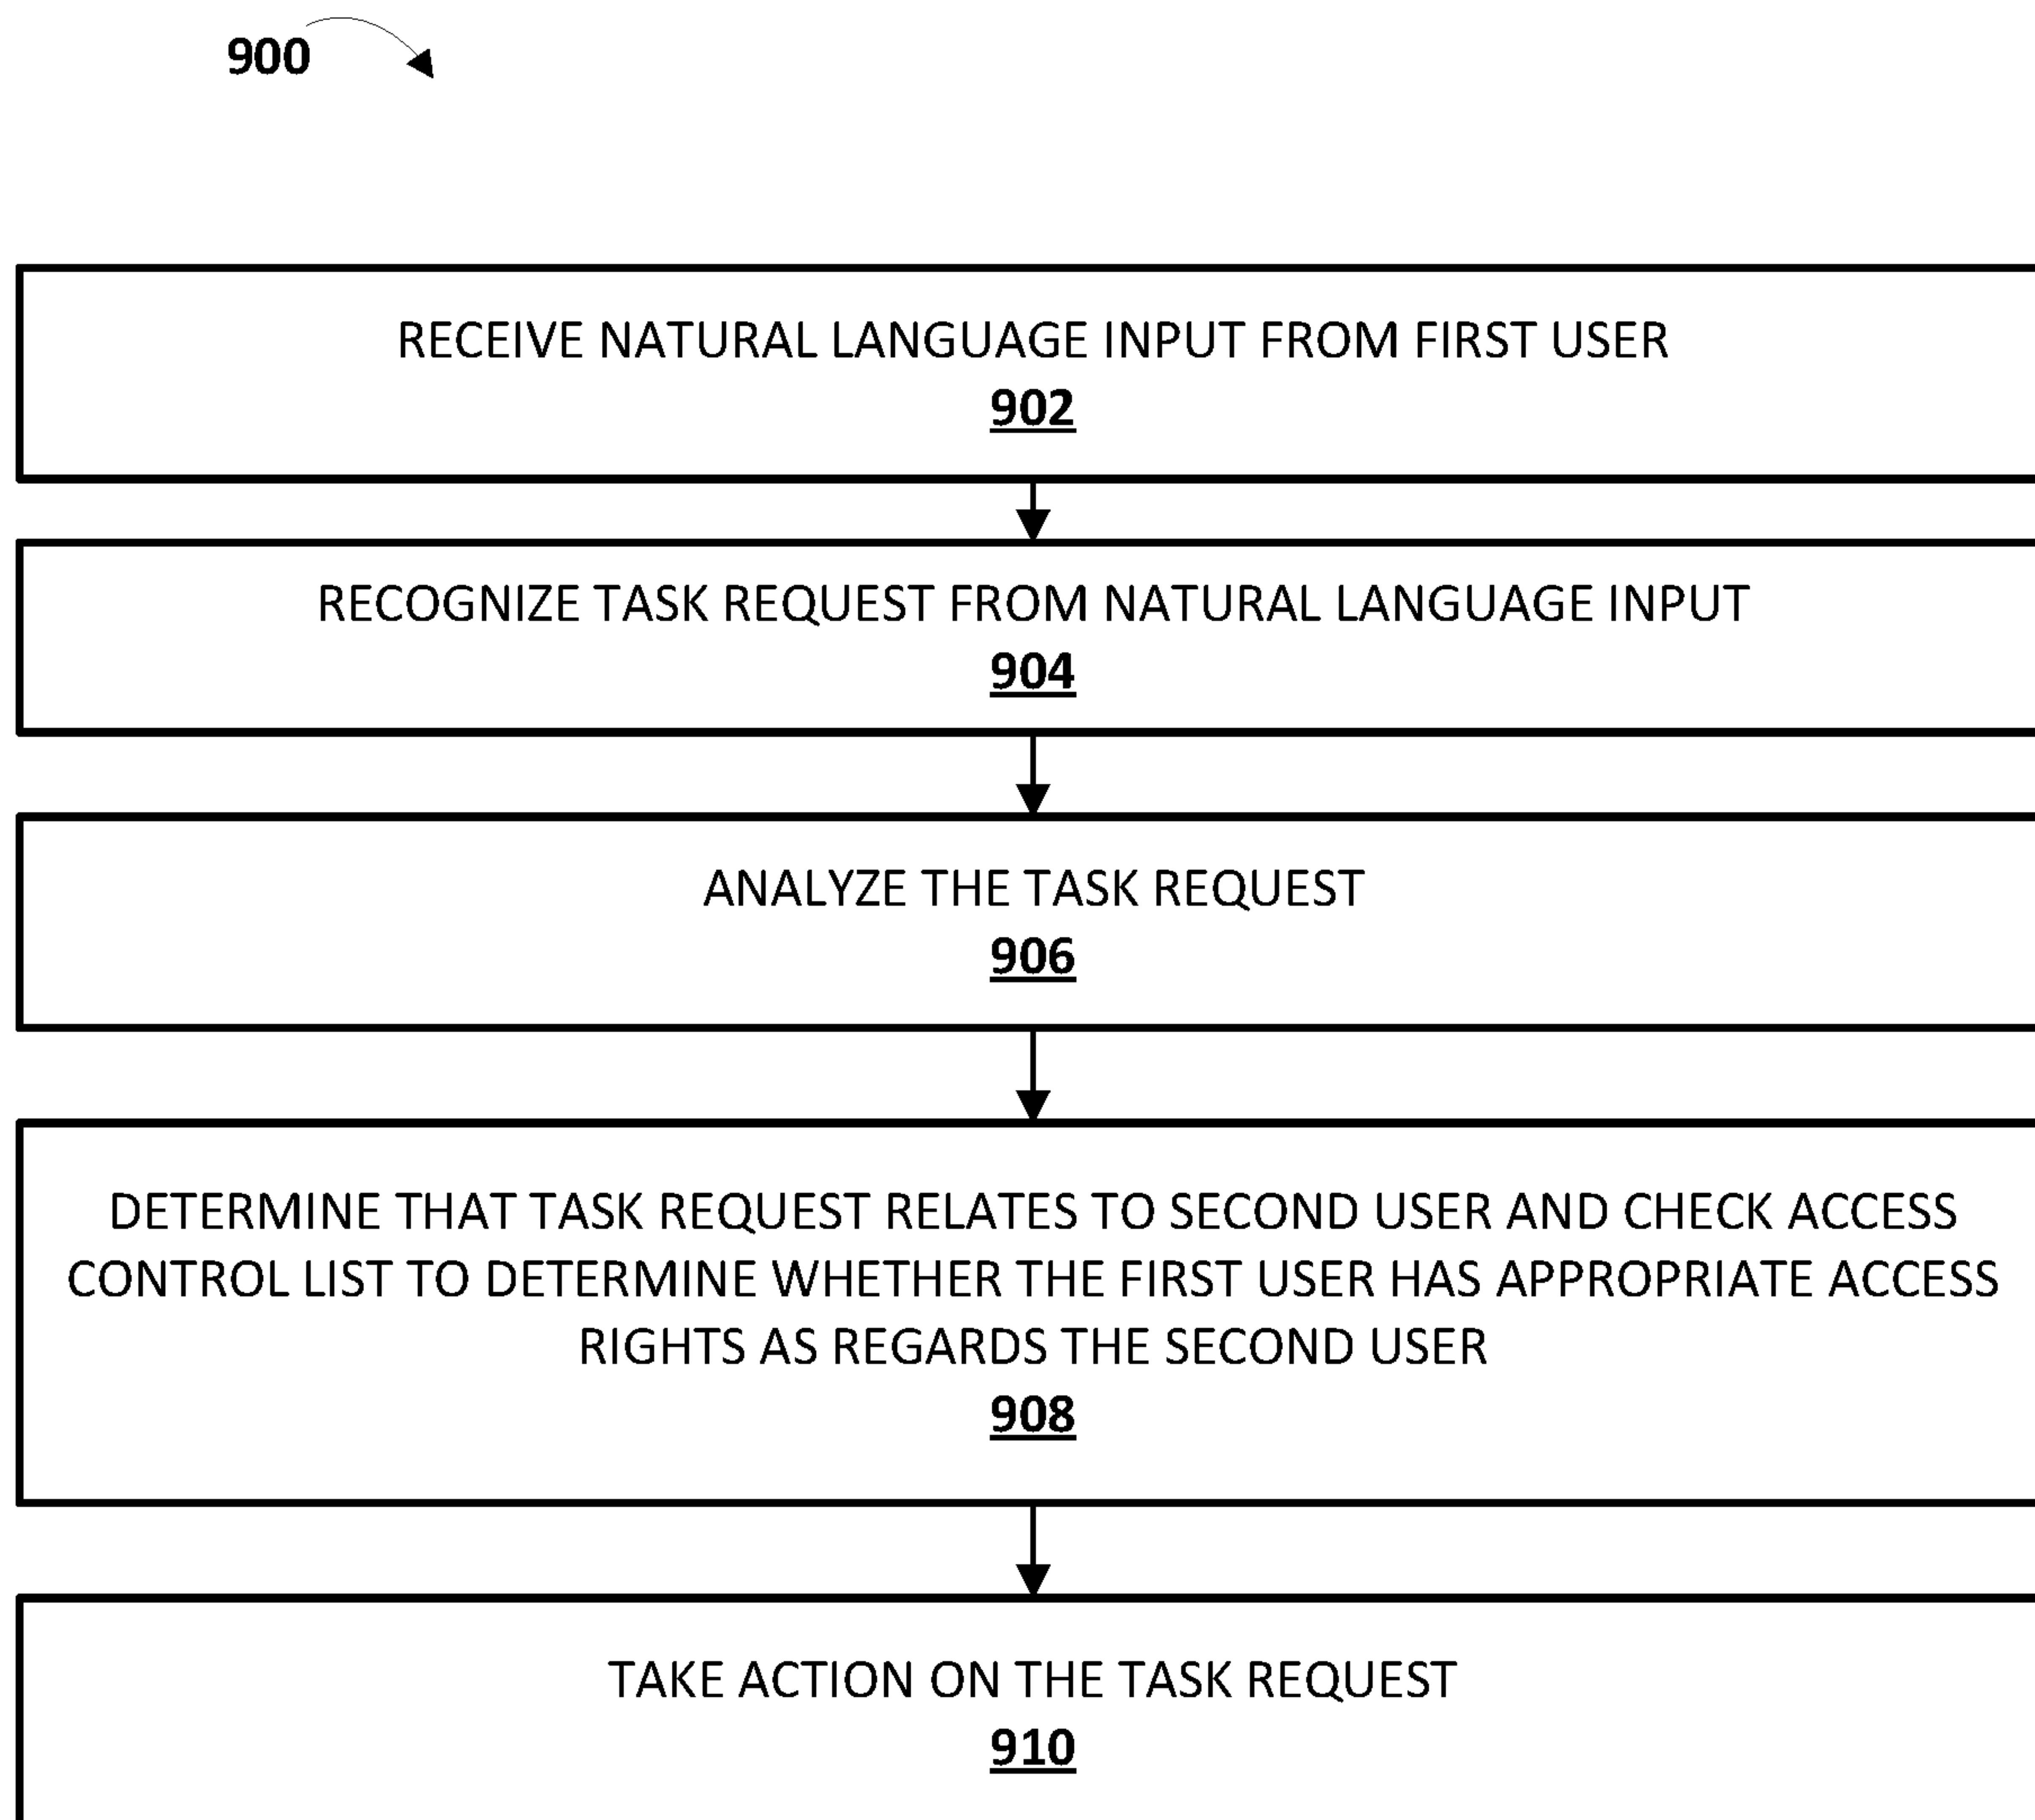 900
RECEIVE NATURAL LANGUAGE INPUT FROM FIRST USER
902
RECOGNIZE TASK REQUEST FROM NATURAL LANGUAGE INPUT
904
ANALYZE THE TASK REQUEST
906
DETERMINE THAT TASK REQUEST RELATES TO SECOND USER AND CHECK ACCESS
CONTROL LIST TO DETERMINE WHETHER THE FIRST USER HAS APPROPRIATE ACCESS
RIGHTS AS REGARDS THE SECOND USER
908
TAKE ACTION ON THE TASK REQUEST
910